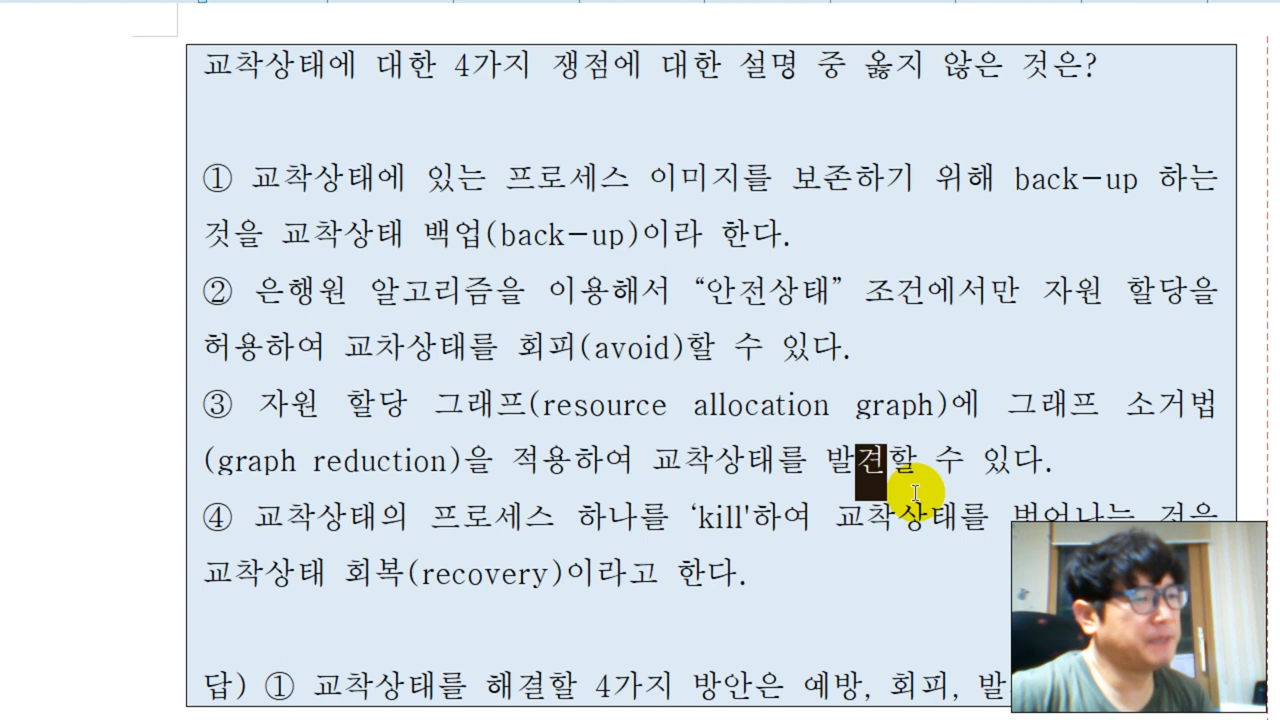 교착상태에 대한 4가지 쟁점에 대한 설명 중 옳지 않은 것은?
① 교착상태에 있는 프로세스 이미지를 보존하기 위해 back-up 하는
것을 교착상태 백업(back-up)이라 한다.
② 은행원 알고리즘을 이용해서 “안전상태” 조건에서만 자원 할당을
허용하여 교차상태를 회피(avoid)할 수 있다.
③ 자원 할당 그래프(resource allocation graph)에 그래프 소거법
(graph reduction)을 적용하여 교착상태를 발견할 수 있다.
④ 교착상태의 프로세스 하나를 ‘kill'하여 교착상태를 벗어나는 것을
교착상태 회복(recovery)이라고 한다.
답) ① 교착상태를 해결할 4가지 방안은 예방, 회피, 발